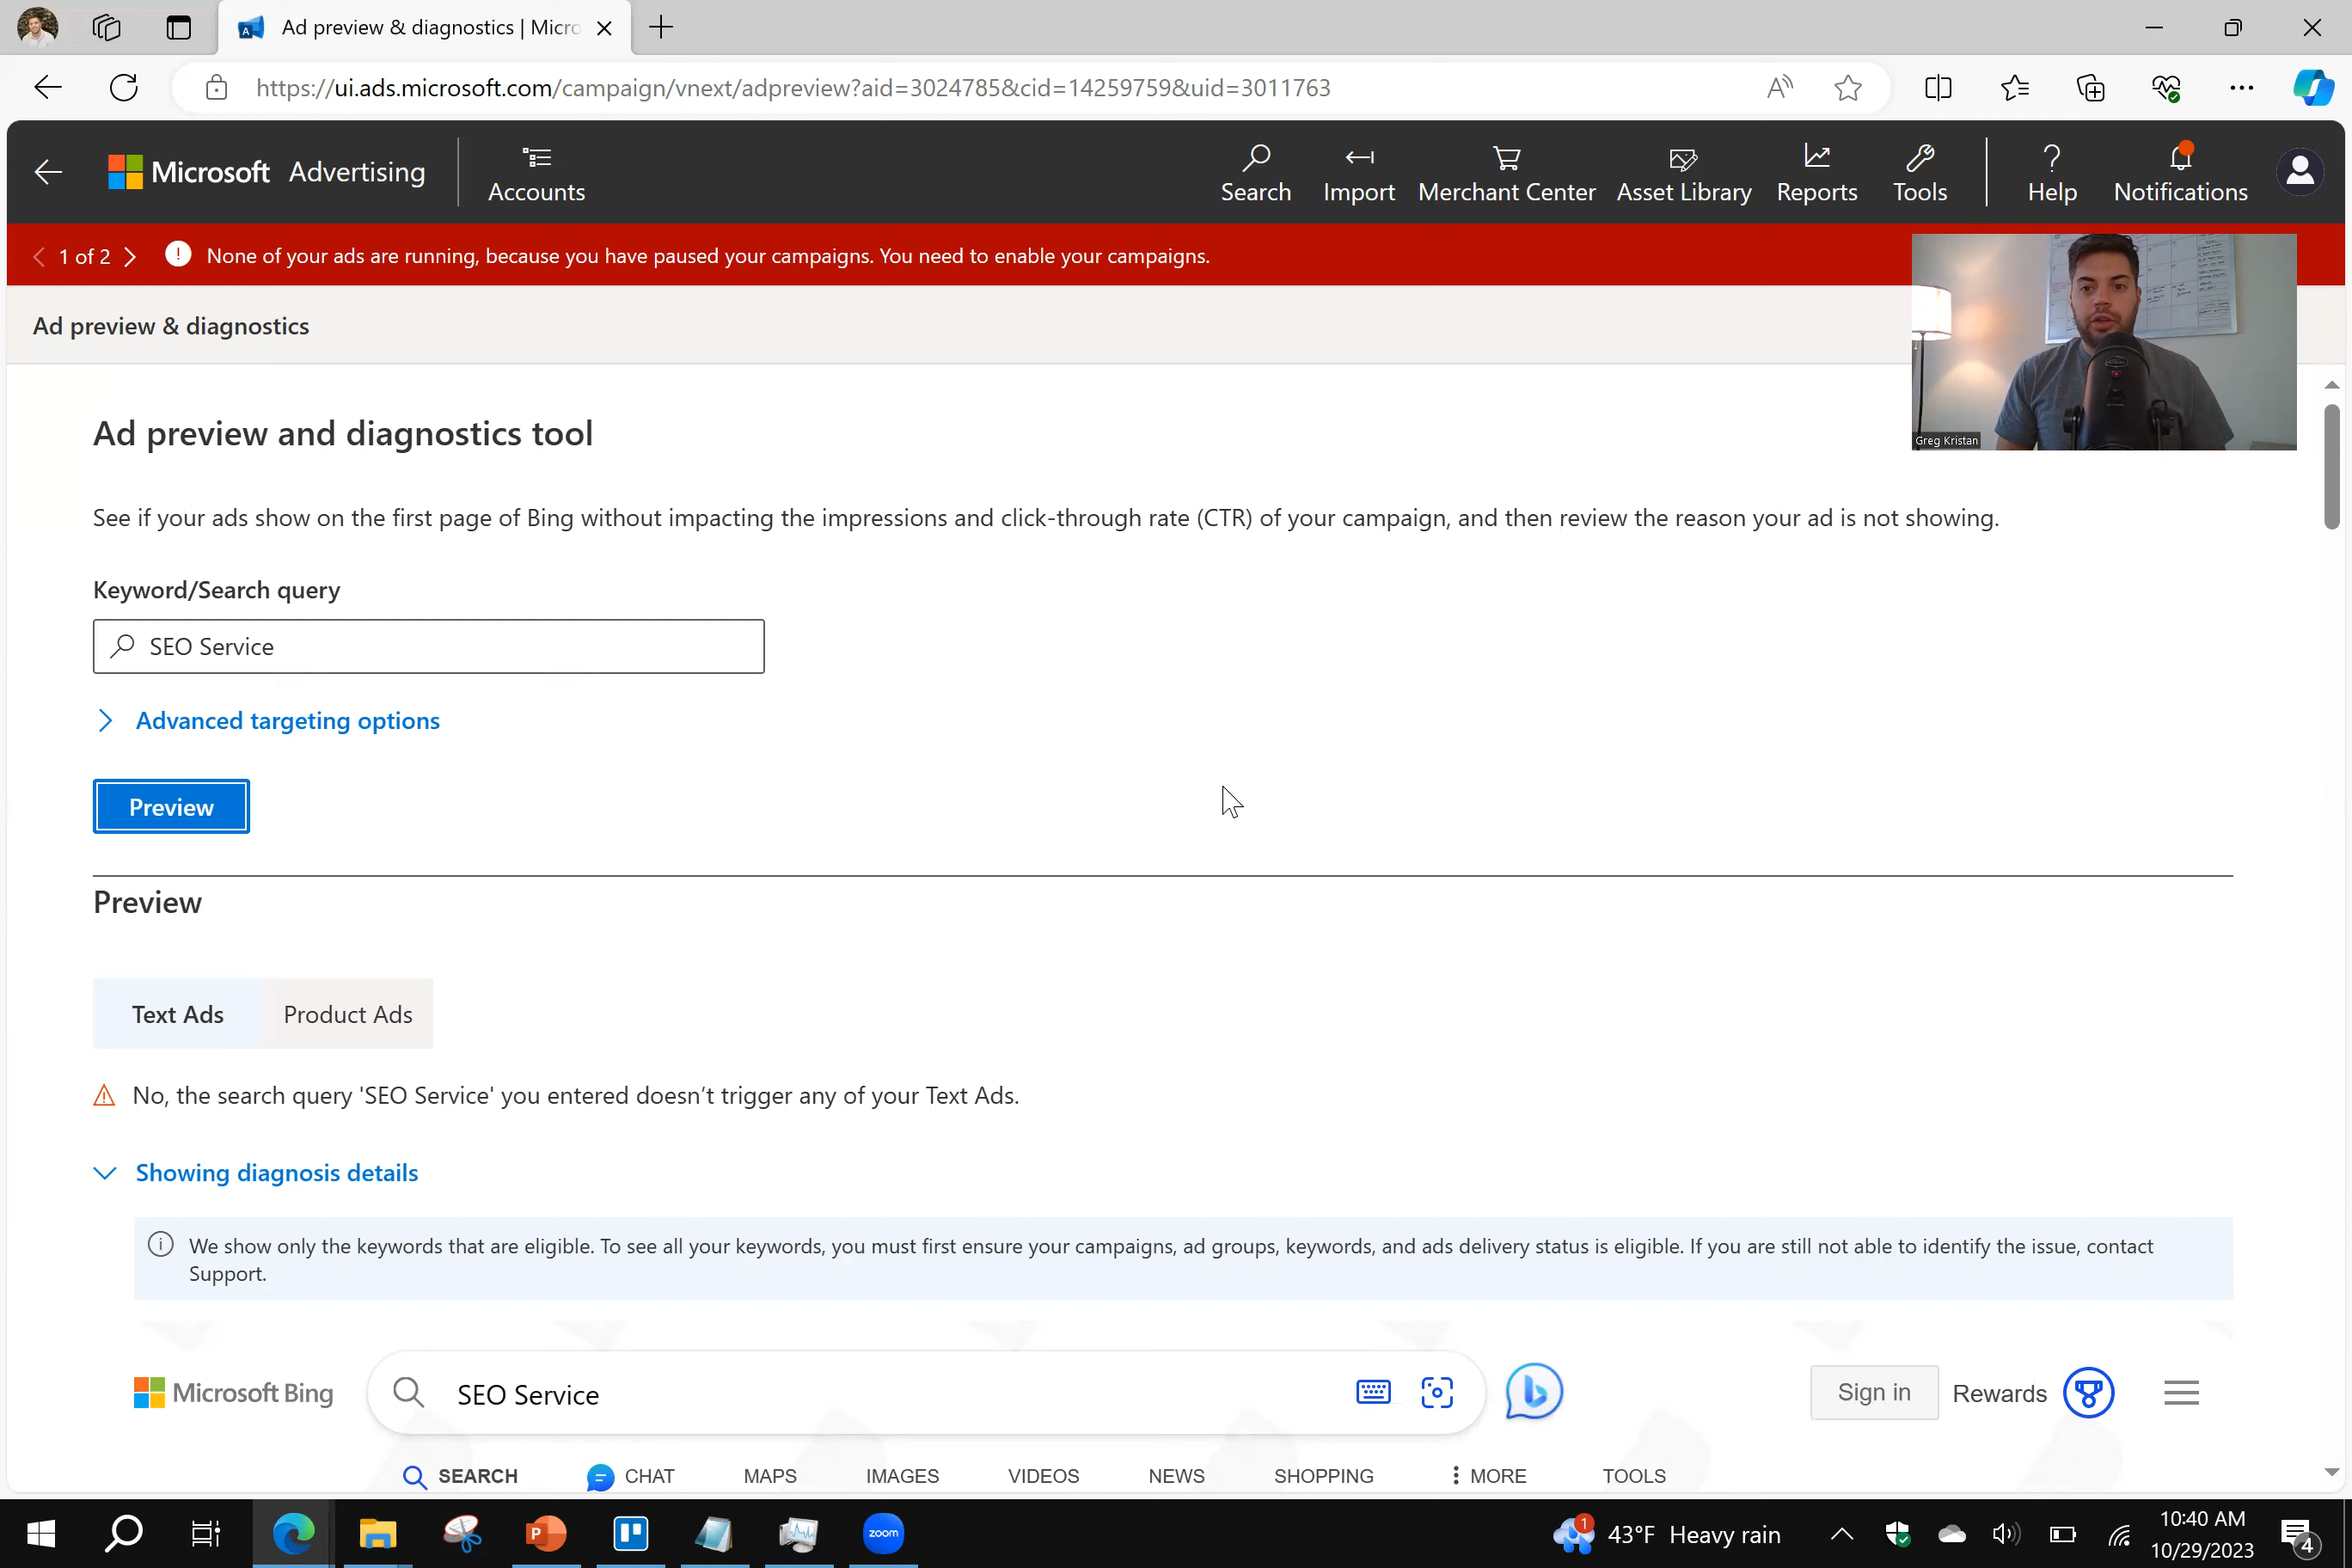 Ad preview & diagnostics | Micro
https://ui.ads.microsoft.com/campaign/vnext/adpreview?aid=3024785&cid=14259759&uid=3011763
Microsoft Advertising
Accounts
Search
Import
Merchant Center
Asset Library
Reports
Tools
Help
Notifications
1 of 2
None of your ads are running, because you have paused your campaigns. You need to enable your campaigns.
Ad preview & diagnostics
Greg Kristan
Ad preview and diagnostics tool
See if your ads show on the first page of Bing without impacting the impressions and click-through rate (CTR) of your campaign, and then review the reason your ad is not showing.
Keyword/Search query
SEO Service
Advanced targeting options
Preview
Preview
Text Ads
Product Ads
No, the search query 'SEO Service' you entered doesn’t trigger any of your Text Ads.
Showing diagnosis details
We show only the keywords that are eligible. To see all your keywords, you must first ensure your campaigns, ad groups, keywords, and ads delivery status is eligible. If you are still not able to identify the issue, contact
Support.
Microsoft Bing
SEO Service
Sign in
Rewards
SEARCH
CHAT
MAPS
IMAGES
VIDEOS
NEWS
SHOPPING
MORE
TOOLS
zoom
1
43°F Heavy rain
10:40 AM
10/29/2023
4